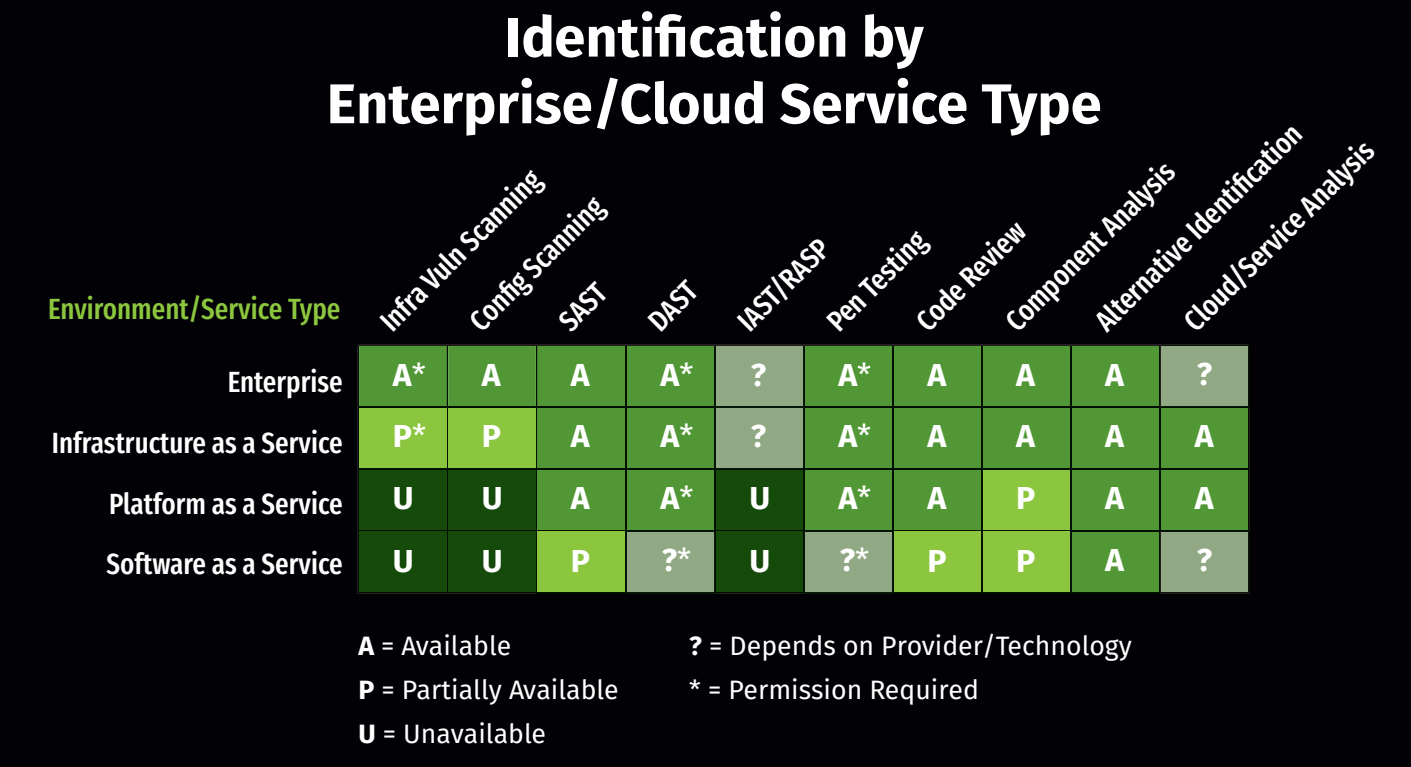 Identification by
Enterprise/Cloud Service Type
Environment/Service Type
Infra Vuln Scanning
Config Scanning
SAST
DAST
IAST/RASP
Pen Testing
Code Review
Component Analysis
Alternative Identification
Cloud/Service Analysis
Enterprise A* A A A* ? A* A A A ?
Infrastructure as a Service P* P A A* ? A* A A A A
Platform as a Service U U A A* U A* A P A A
Software as a Service U U P ?* U ?* P P A ?
A = Available ? = Depends on Provider/Technology
P = Partially Available * = Permission Required
U = Unavailable